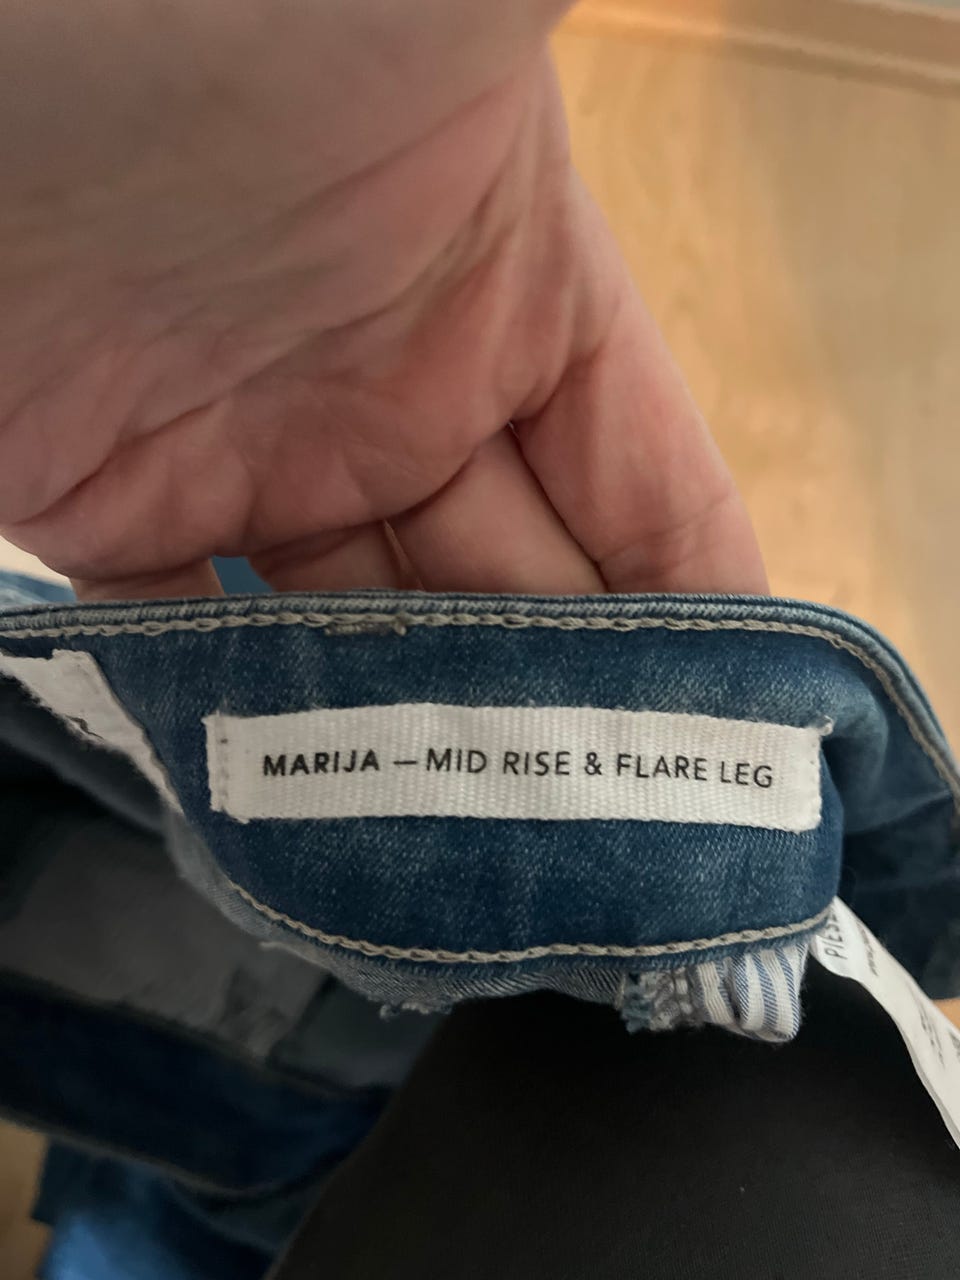 MARIJA — MID RISE & FLARE LEG